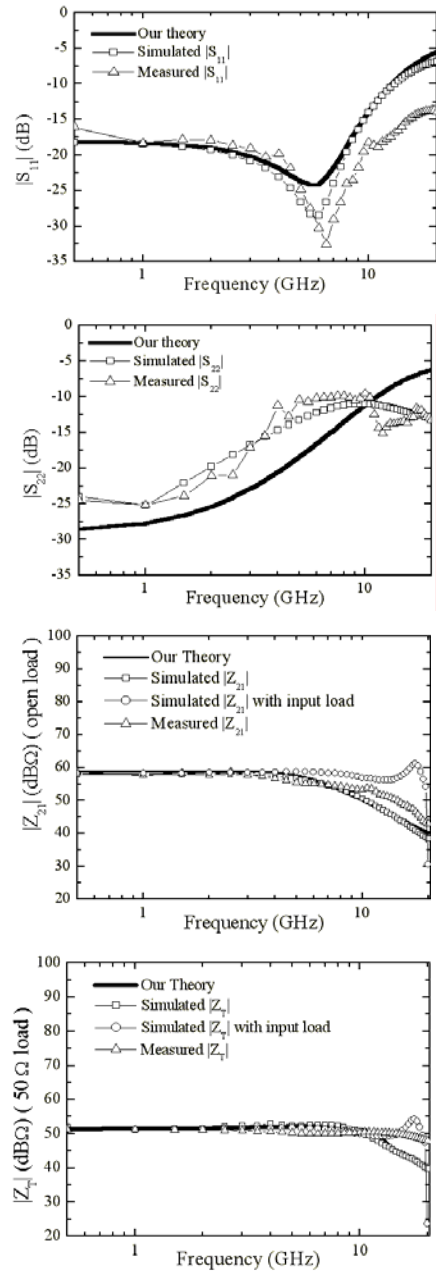 0
-5
-10
-15
-20
-25
-30
-35
|S11| (dB)
Our theory
Simulated |S11|
Measured |S11|
1
10
Frequency (GHz)
0
-5
-10
-15
-20
-25
-30
-35
|S22| (dB)
Our theory
Simulated |S22|
Measured |S22|
1
10
Frequency (GHz)
100
90
80
70
60
50
40
30
20
|Z21| (dBΩ) ( open load )
Our Theory
Simulated |Z21|
Simulated |Z21| with input load
Measured |Z21|
1
10
Frequency (GHz)
100
90
80
70
60
50
40
30
20
|ZT| (dBΩ) ( 50 Ω load )
Our Theory
Simulated |ZT|
Simulated |ZT| with input load
Measured |ZT|
1
10
Frequency (GHz)